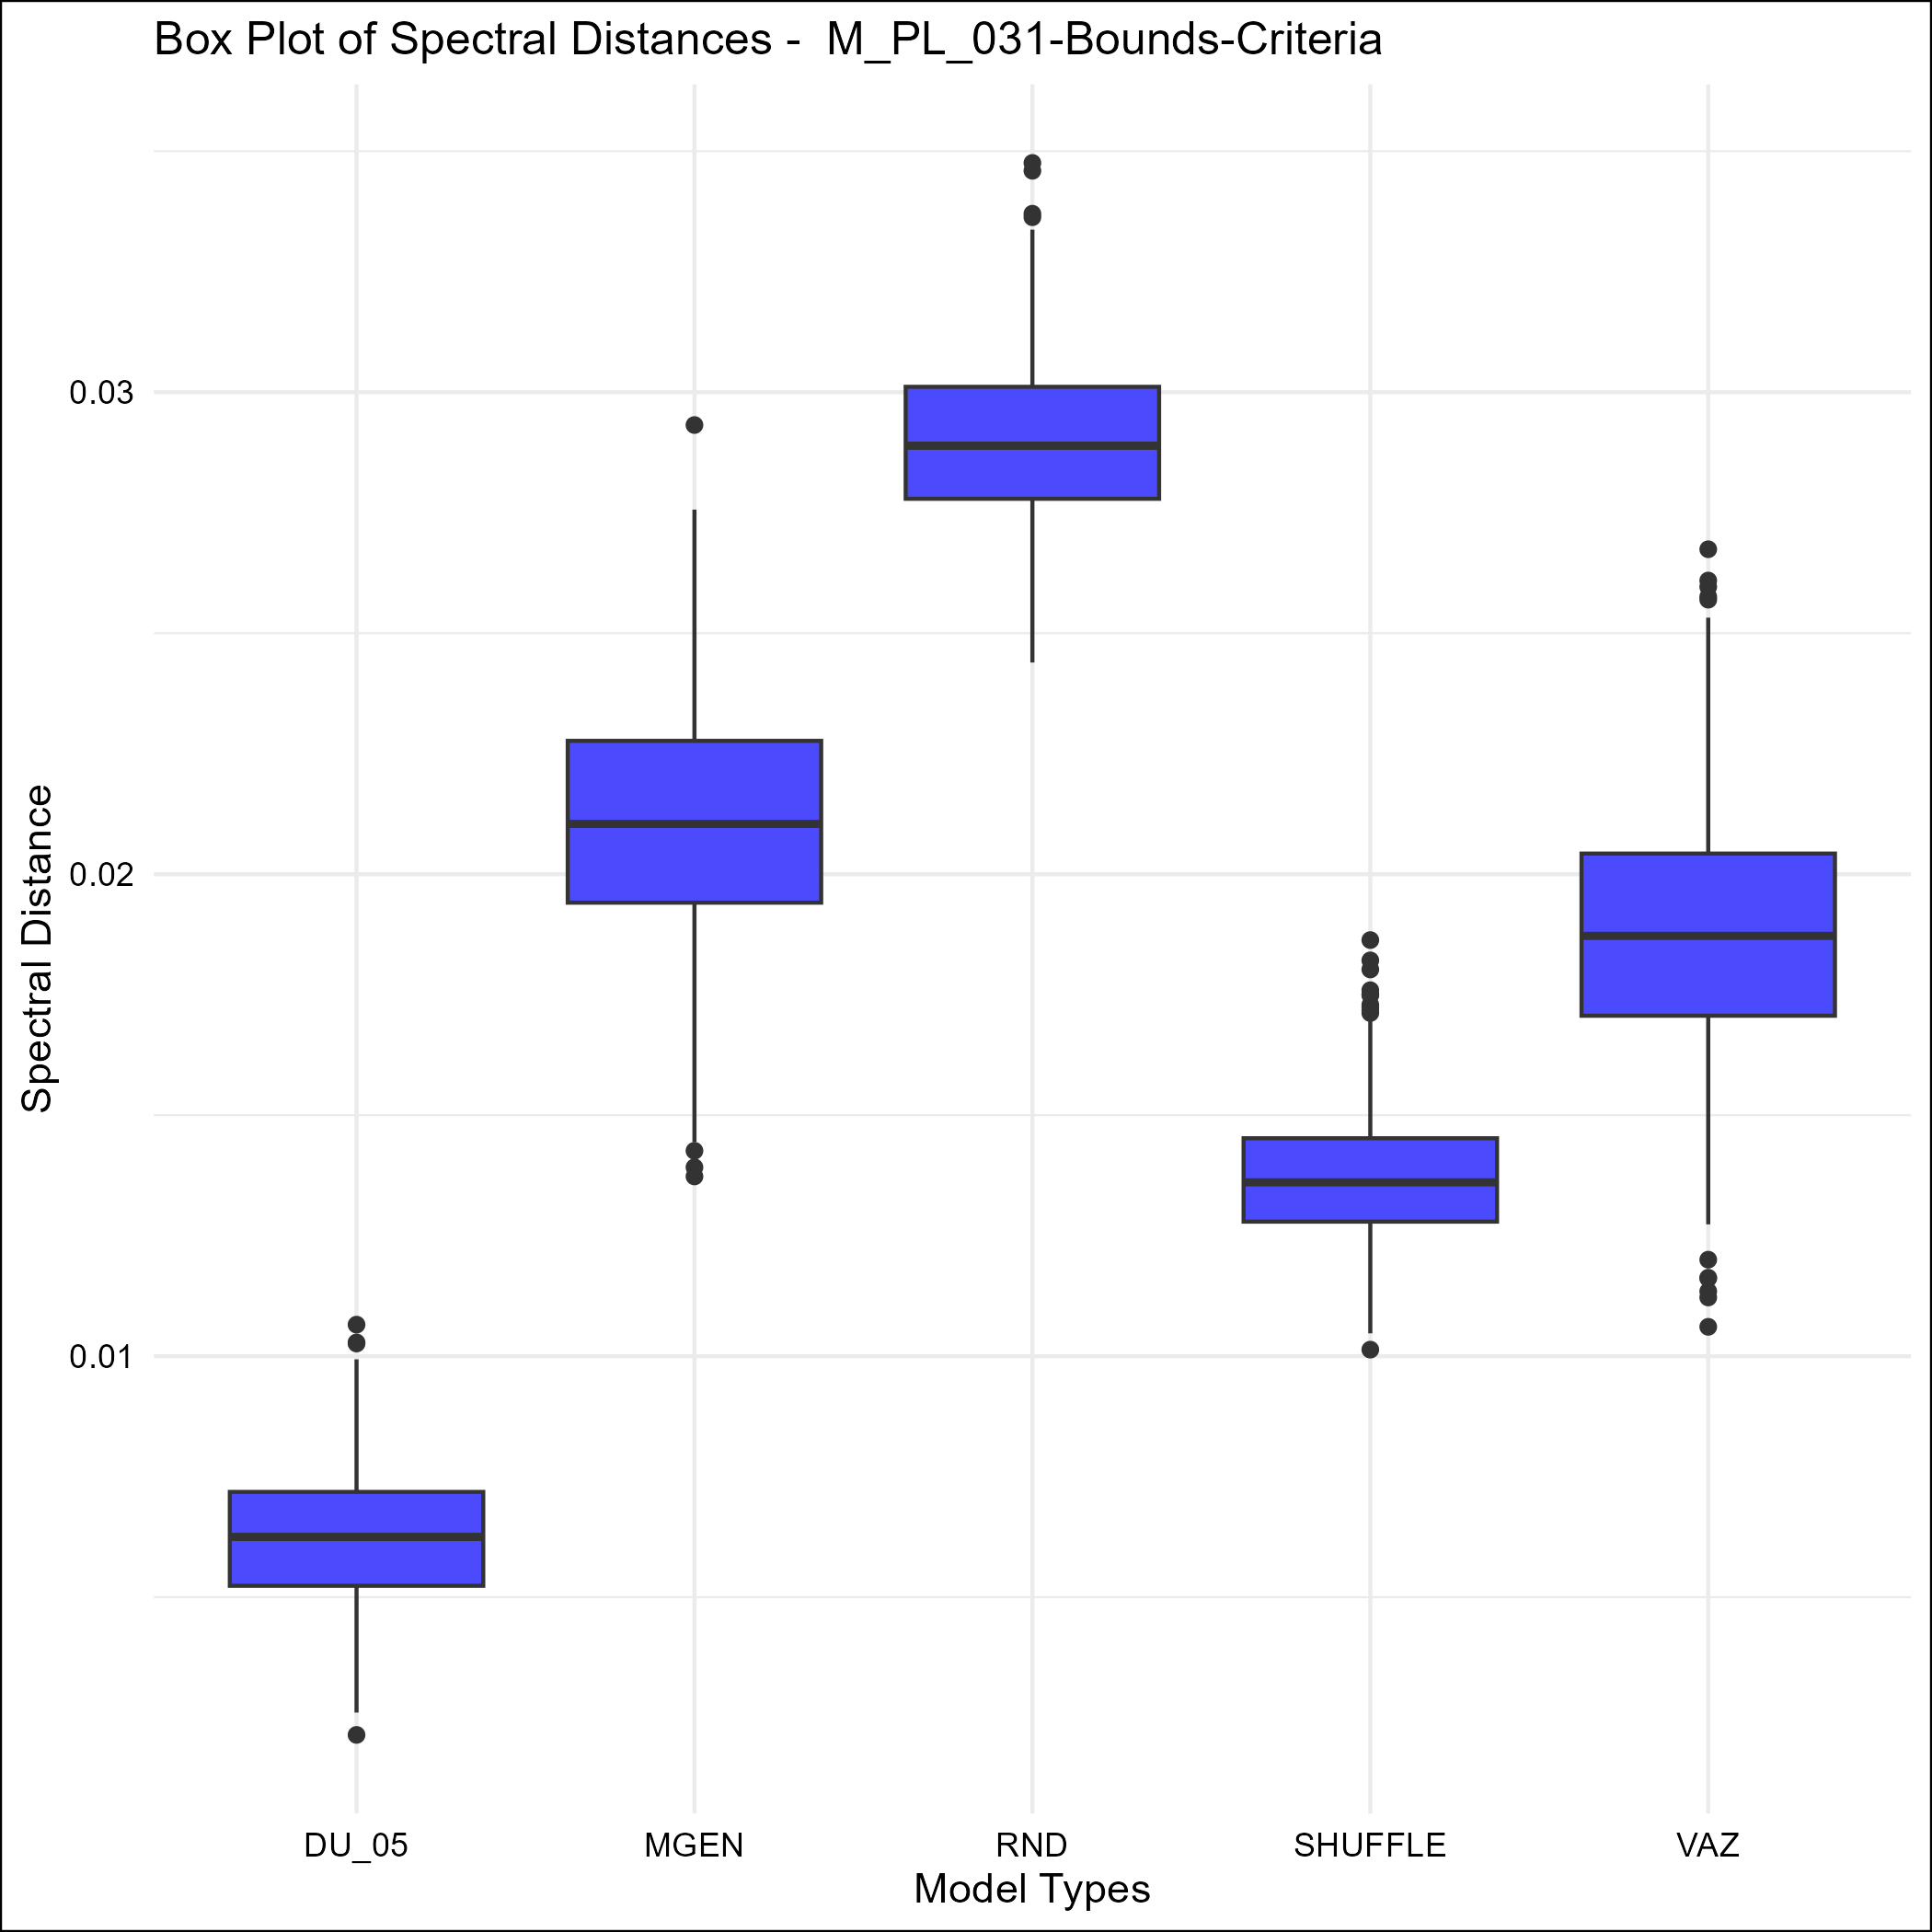 Box Plot of Spectral Distances -  M_PL_031-Bounds-Criteria
Spectral Distance
0.03
0.02
0.01
DU_05 MGEN RND SHUFFLE VAZ
Model Types